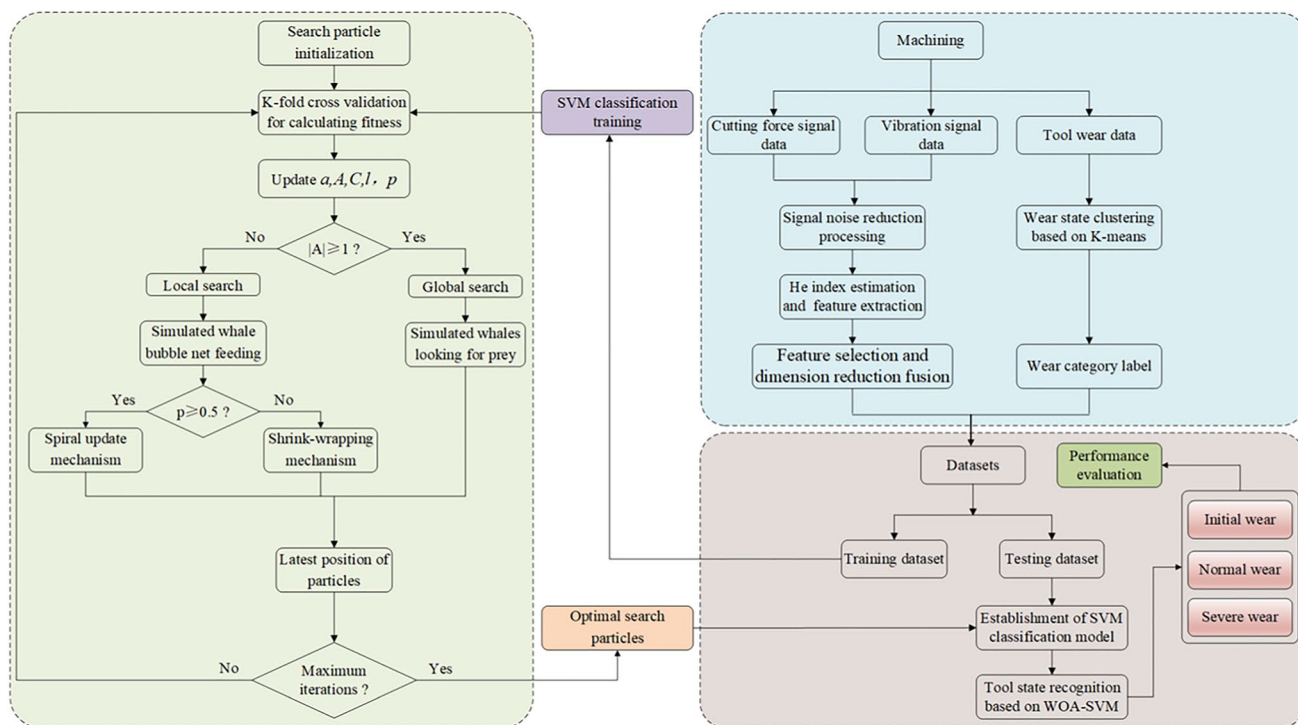 Search particle
initialization
K-fold cross validation
for calculating fitness
Update a,A,C,l， p
|A|≥1 ?
No
Yes
Local search
Global search
Simulated whale
bubble net feeding
Simulated whales
looking for prey
p≥0.5 ?
Yes
No
Spiral update
mechanism
Shrink-wrapping
mechanism
Latest position of
particles
Maximum
iterations ?
No
Yes
SVM classification
training
Optimal search
particles
Machining
Cutting force signal
data
Vibration signal
data
Tool wear data
Signal noise reduction
processing
Wear state clustering
based on K-means
He index estimation
and feature extraction
Feature selection and
dimension reduction fusion
Wear category label
Datasets
Performance
evaluation
Training dataset
Testing dataset
Initial wear
Normal wear
Severe wear
Establishment of SVM
classification model
Tool state recognition
based on WOA-SVM